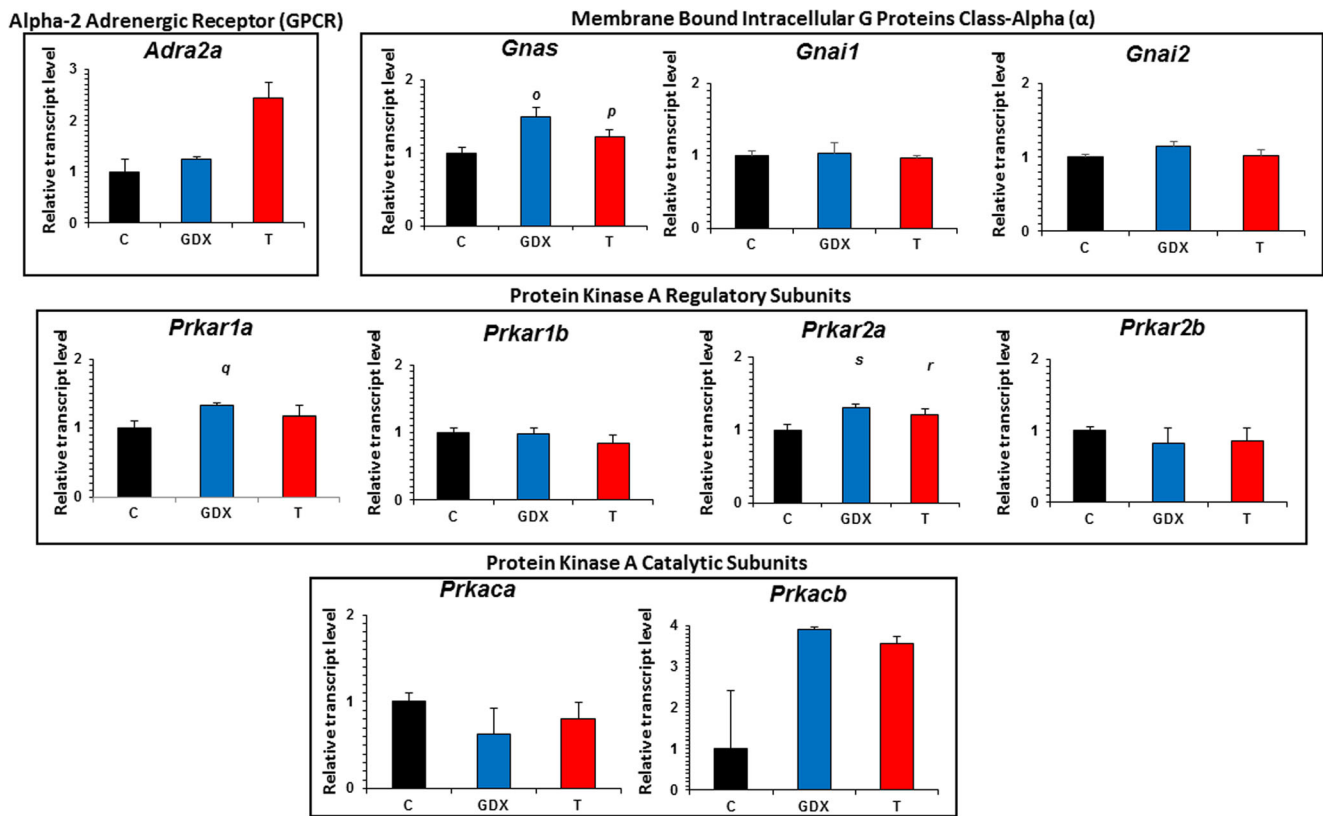 Alpha-2 Adrenergic Receptor (GPCR)
Adra2a
Relative transcript level
3
2
1
0
C GDX T
Membrane Bound Intracellular G Proteins Class-Alpha (α)
Gnas
Relative transcript level
2
1
0
o
p
C GDX T
Gnai1
Relative transcript level
2
1
0
C GDX T
Gnai2
Relative transcript level
2
1
0
C GDX T
Protein Kinase A Regulatory Subunits
Prkar1a
Relative transcript level
2
1
0
q
C GDX T
Prkar1b
Relative transcript level
2
1
0
C GDX T
Prkar2a
Relative transcript level
2
1
0
s
r
C GDX T
Prkar2b
Relative transcript level
2
1
0
C GDX T
Protein Kinase A Catalytic Subunits
Prkaca
Relative transcript level
2
1
0
C GDX T
Prkacb
Relative transcript level
4
3
2
1
0
C GDX T